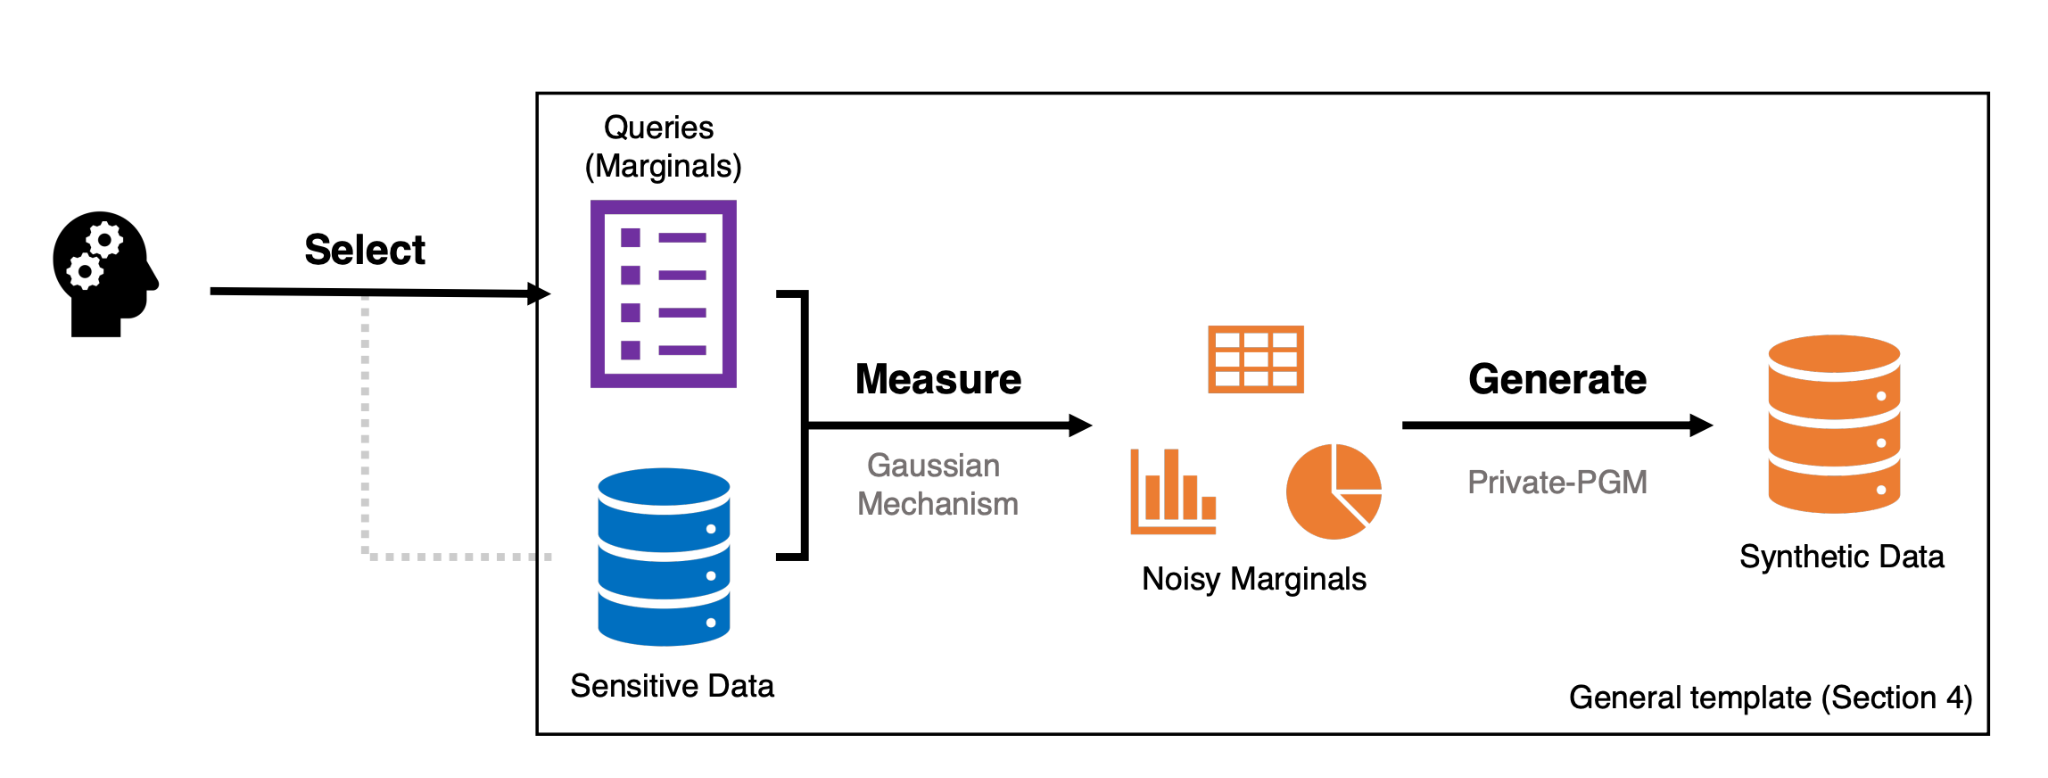 Queries
(Marginals)
Select
Measure
Gaussian
Mechanism
Generate
Private-PGM
Noisy Marginals
Synthetic Data
Sensitive Data
General template (Section 4)